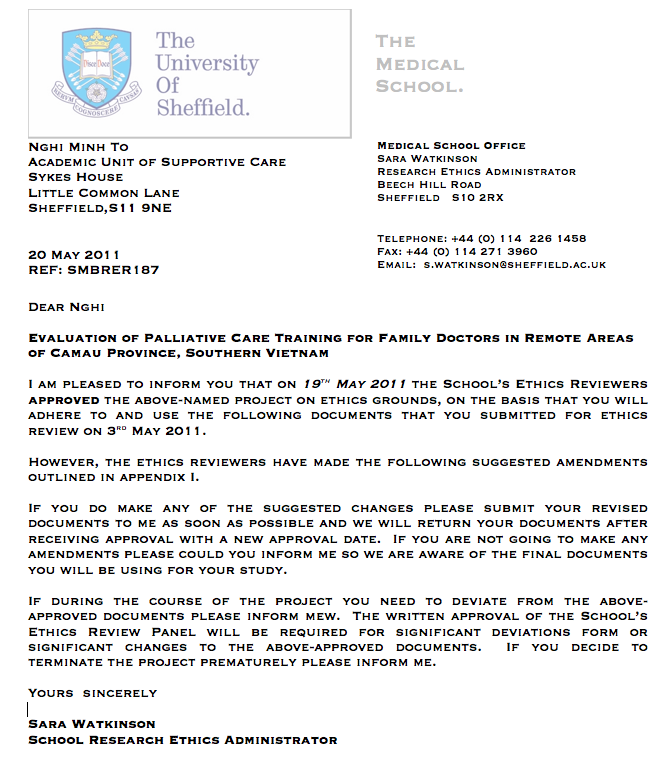 The
University
Of
Sheffield.
Disce Doce
RERVM COGNOSCERE CAVSAS
The
Medical
School.
Nghi Minh To
Academic Unit of Supportive Care
Sykes House
Little Common Lane
Sheffield,S11 9NE
Medical School Office
Sara Watkinson
Research Ethics Administrator
Beech Hill Road
Sheffield S10 2RX
Telephone: +44 (0) 114 226 1458
Fax: +44 (0) 114 271 3960
Email: s.watkinson@sheffield.ac.uk
20 May 2011
REF: SMBRER187
Dear Nghi
Evaluation of Palliative Care Training for Family Doctors in Remote Areas
of Camau Province, Southern Vietnam
I am pleased to inform you that on 19th May 2011 the School's Ethics Reviewers
approved the above-named project on ethics grounds, on the basis that you will
adhere to and use the following documents that you submitted for ethics
review on 3rd May 2011.
However, the ethics reviewers have made the following suggested amendments
outlined in appendix I.
If you do make any of the suggested changes please submit your revised
documents to me as soon as possible and we will return your documents after
receiving approval with a new approval date. If you are not going to make any
amendments please could you inform me so we are aware of the final documents
you will be using for your study.
If during the course of the project you need to deviate from the above-
approved documents please inform mew. The written approval of the School's
Ethics Review Panel will be required for significant deviations form or
significant changes to the above-approved documents. If you decide to
terminate the project prematurely please inform me.
Yours sincerely
Sara Watkinson
School Research Ethics Administrator